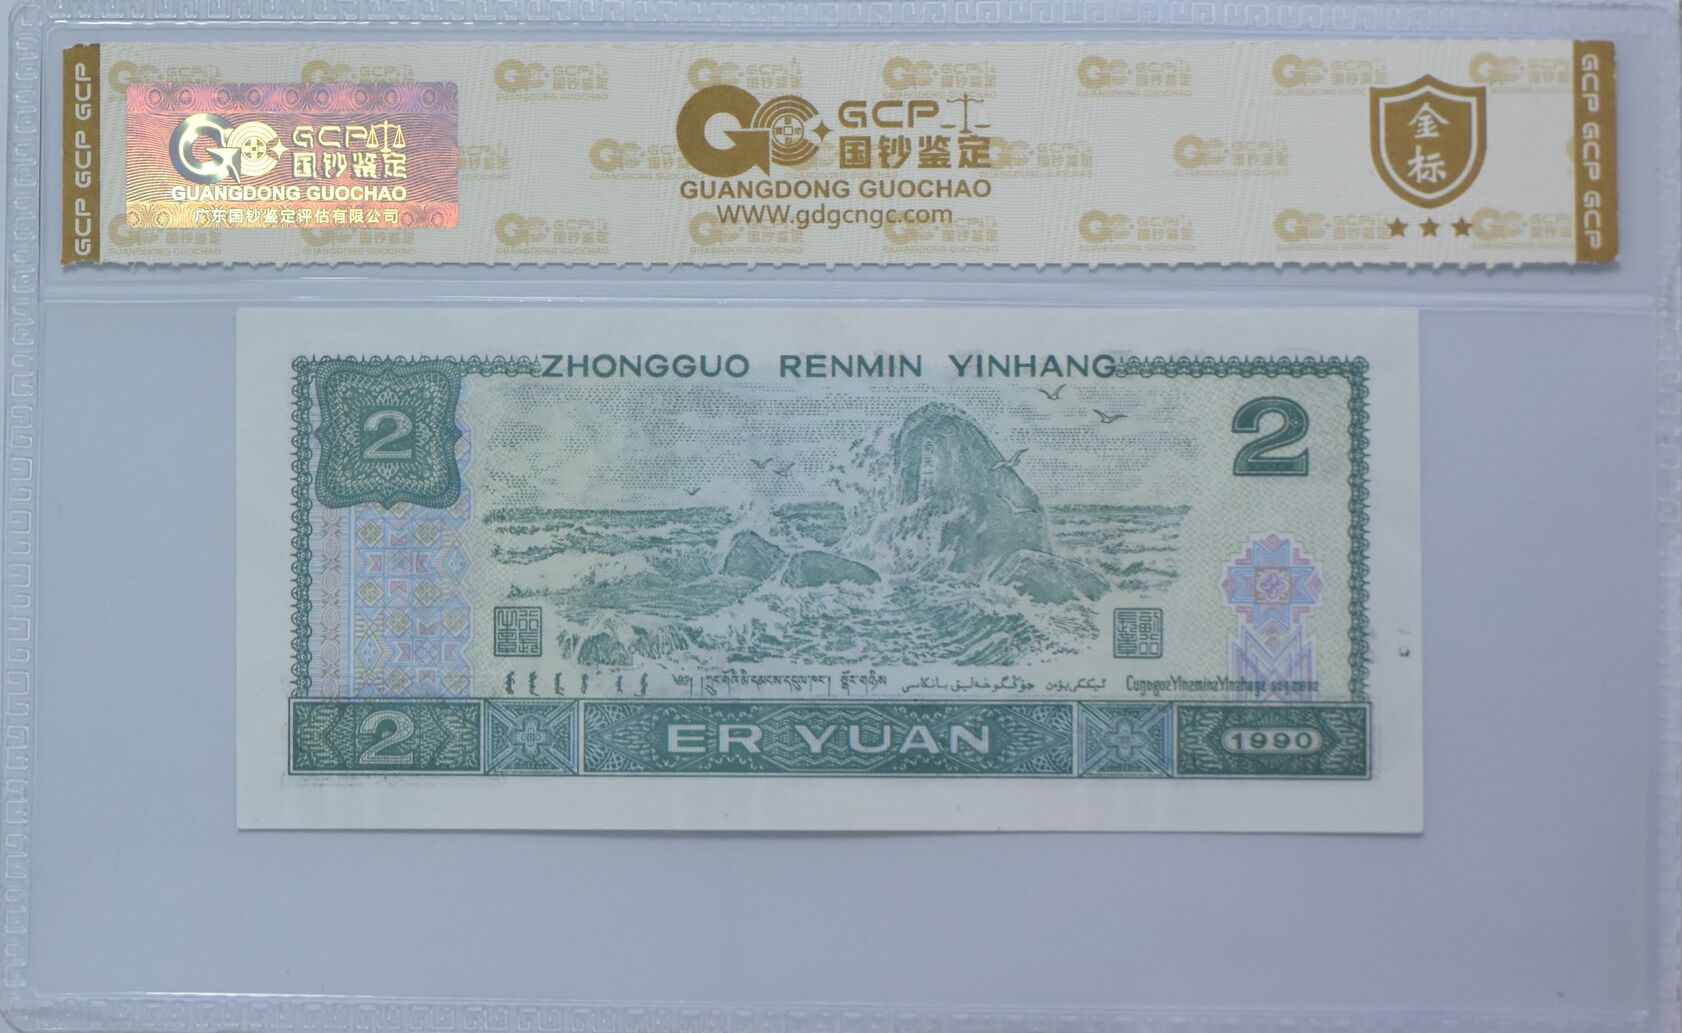 GCP GCP GCP
GCP
国钞鉴定
GUANGDONG GUOCHAO
广东国钞鉴定评估有限公司
GCP
国钞鉴定
GUANGDONG GUOCHAO
WWW.gdgcngc.com
金标
GCP GCP GCP
ZHONGGUO RENMIN YINHANG
2
2
2
ER YUAN
1990